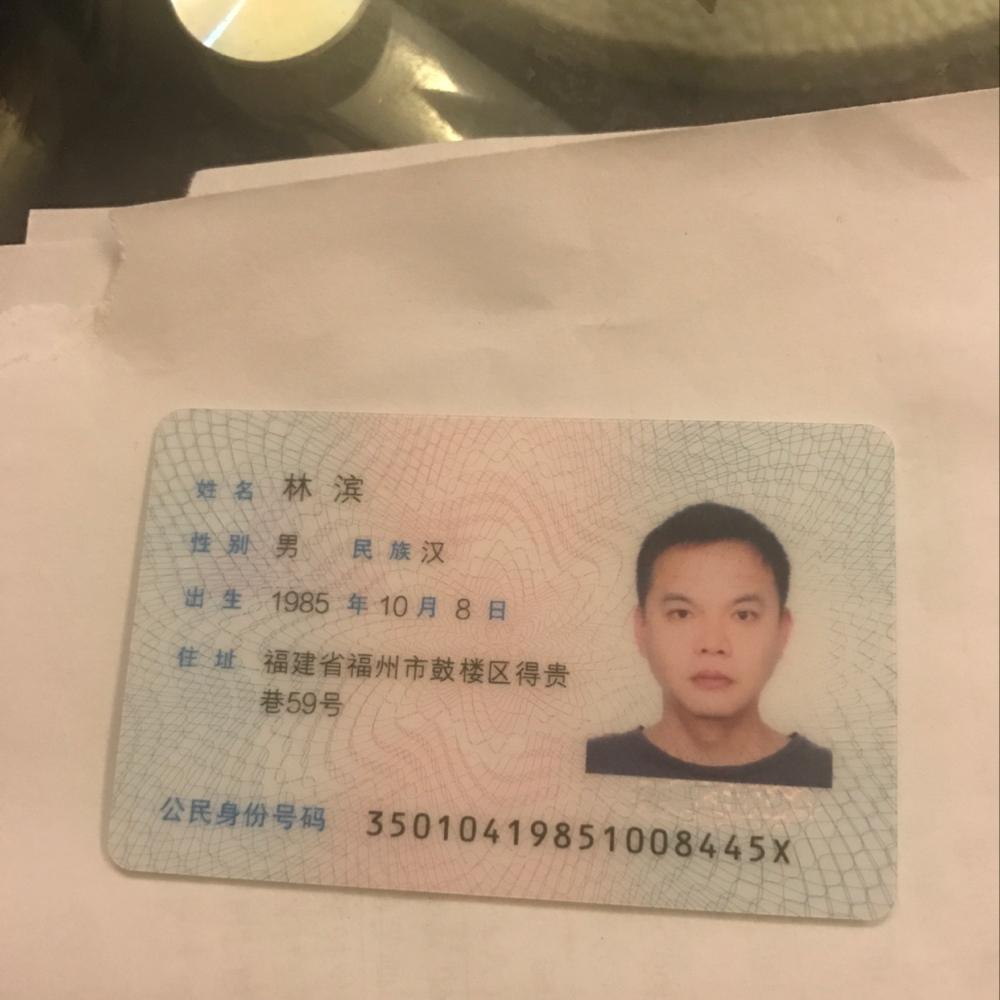 姓名 林滨
性别 男 民族 汉
出生 1985 年 10 月 8 日
住址 福建省福州市鼓楼区得贵
巷59号
公民身份号码 35010419851008445X